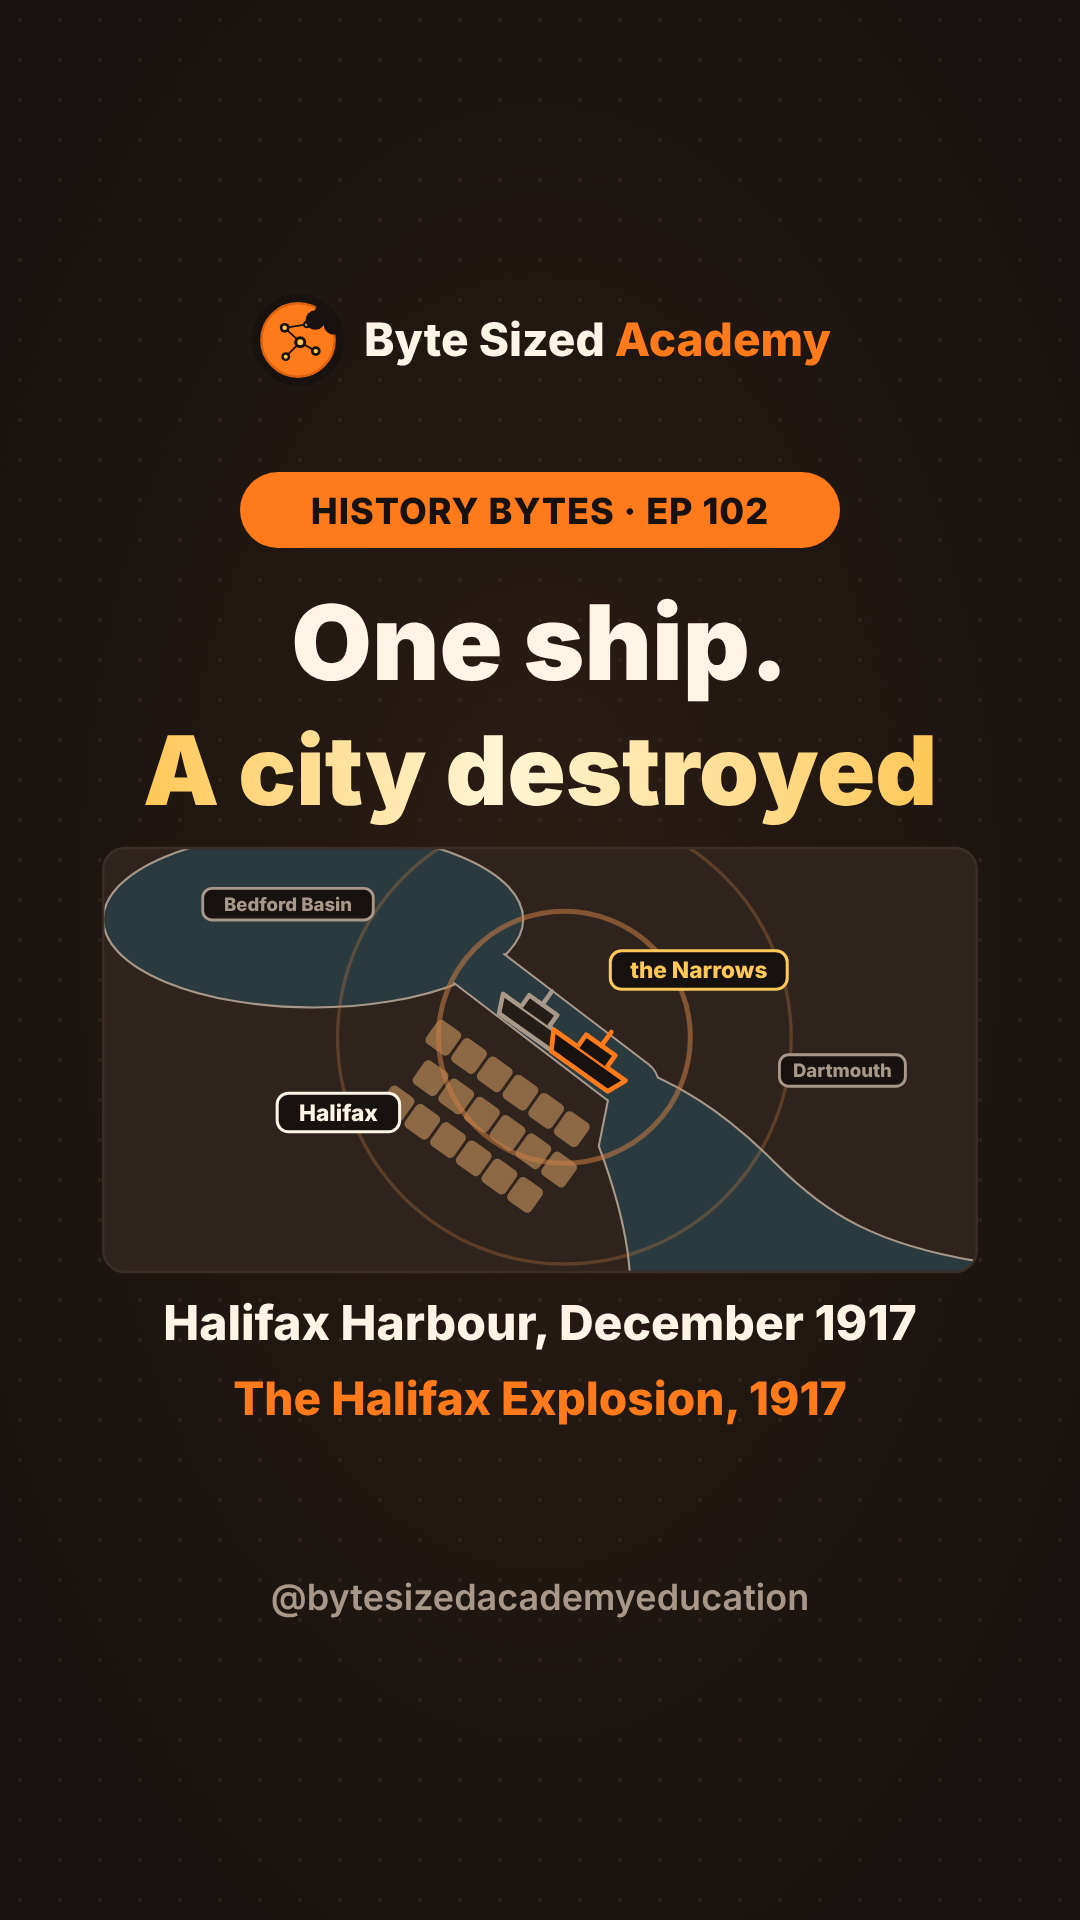 Byte Sized Academy
HISTORY BYTES · EP 102
One ship.
A city destroyed
Bedford Basin
the Narrows
Dartmouth
Halifax
Halifax Harbour, December 1917
The Halifax Explosion, 1917
@bytesizedacademyeducation